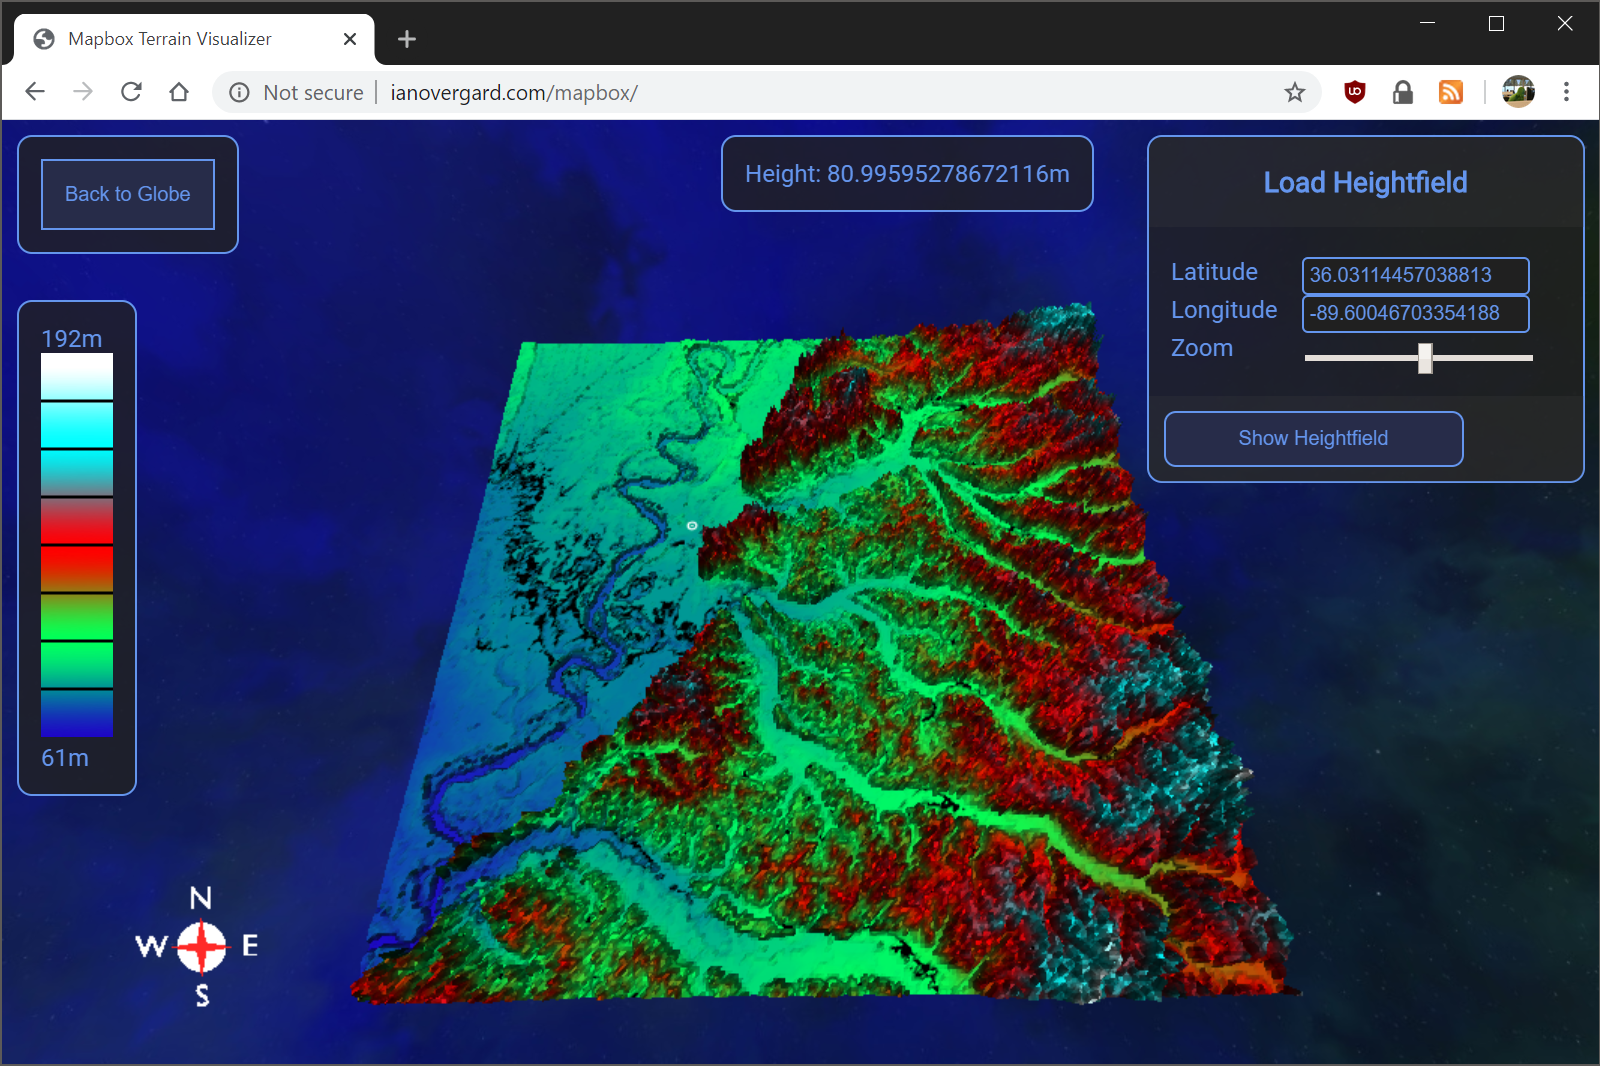 Mapbox Terrain Visualizer
Not secure
ianovergard.com/mapbox/
Back to Globe
Height: 80.99595278672116m
Load Heightfield
Latitude 36.03114457038813
Longitude -89.60046703354188
Zoom
Show Heightfield
192m
61m
N
W E
S